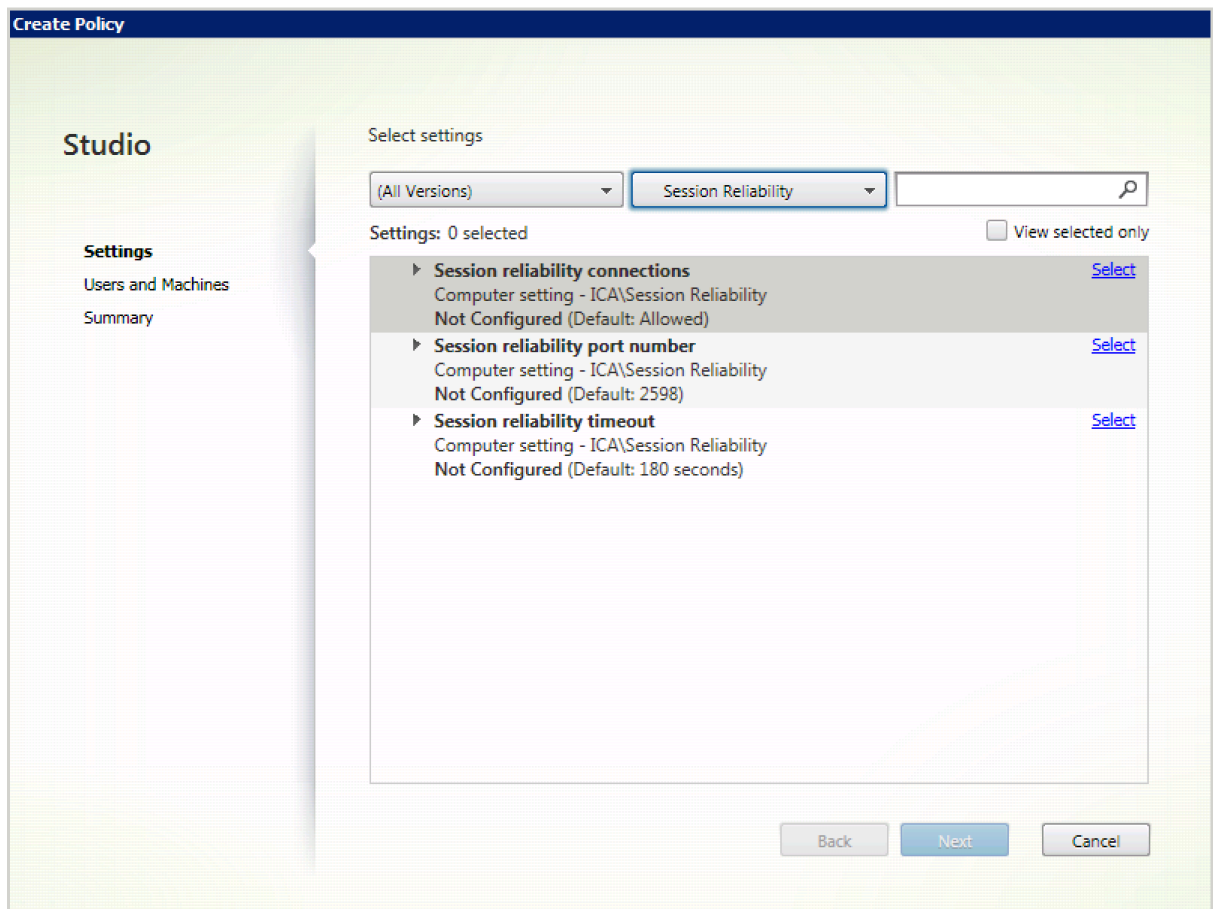 Create Policy
Studio
Settings
Users and Machines
Summary
Select settings
(All Versions)
Session Reliability
Settings: 0 selected
View selected only
Session reliability connections
Select
Computer setting - ICA\Session Reliability
Not Configured (Default: Allowed)
Session reliability port number
Select
Computer setting - ICA\Session Reliability
Not Configured (Default: 2598)
Session reliability timeout
Select
Computer setting - ICA\Session Reliability
Not Configured (Default: 180 seconds)
Back
Next
Cancel